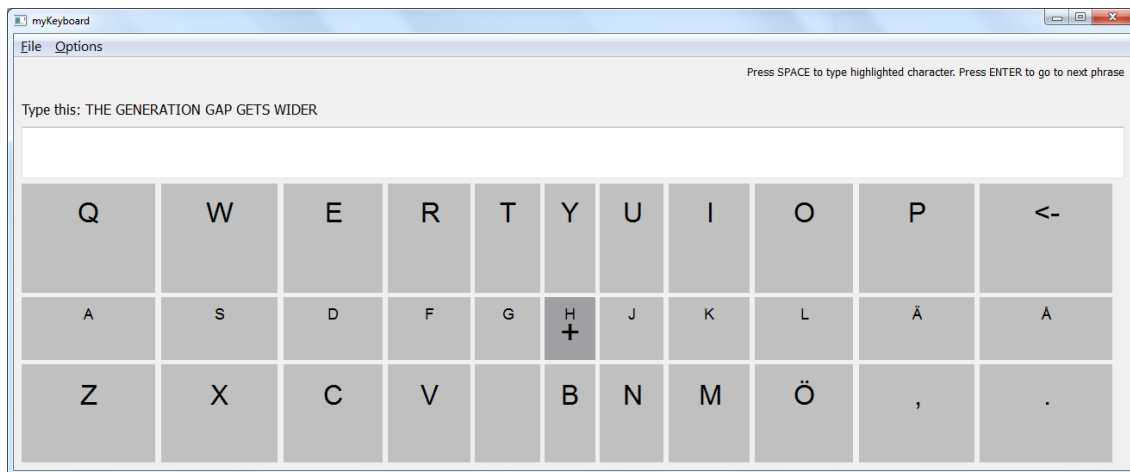 myKeyboard
File Options
Press SPACE to type highlighted character. Press ENTER to go to next phrase
Type this: THE GENERATION GAP GETS WIDER
Q W E R T Y U I O P <-
A S D F G H J K L Ä Å
+
Z X C V B N M Ö , .